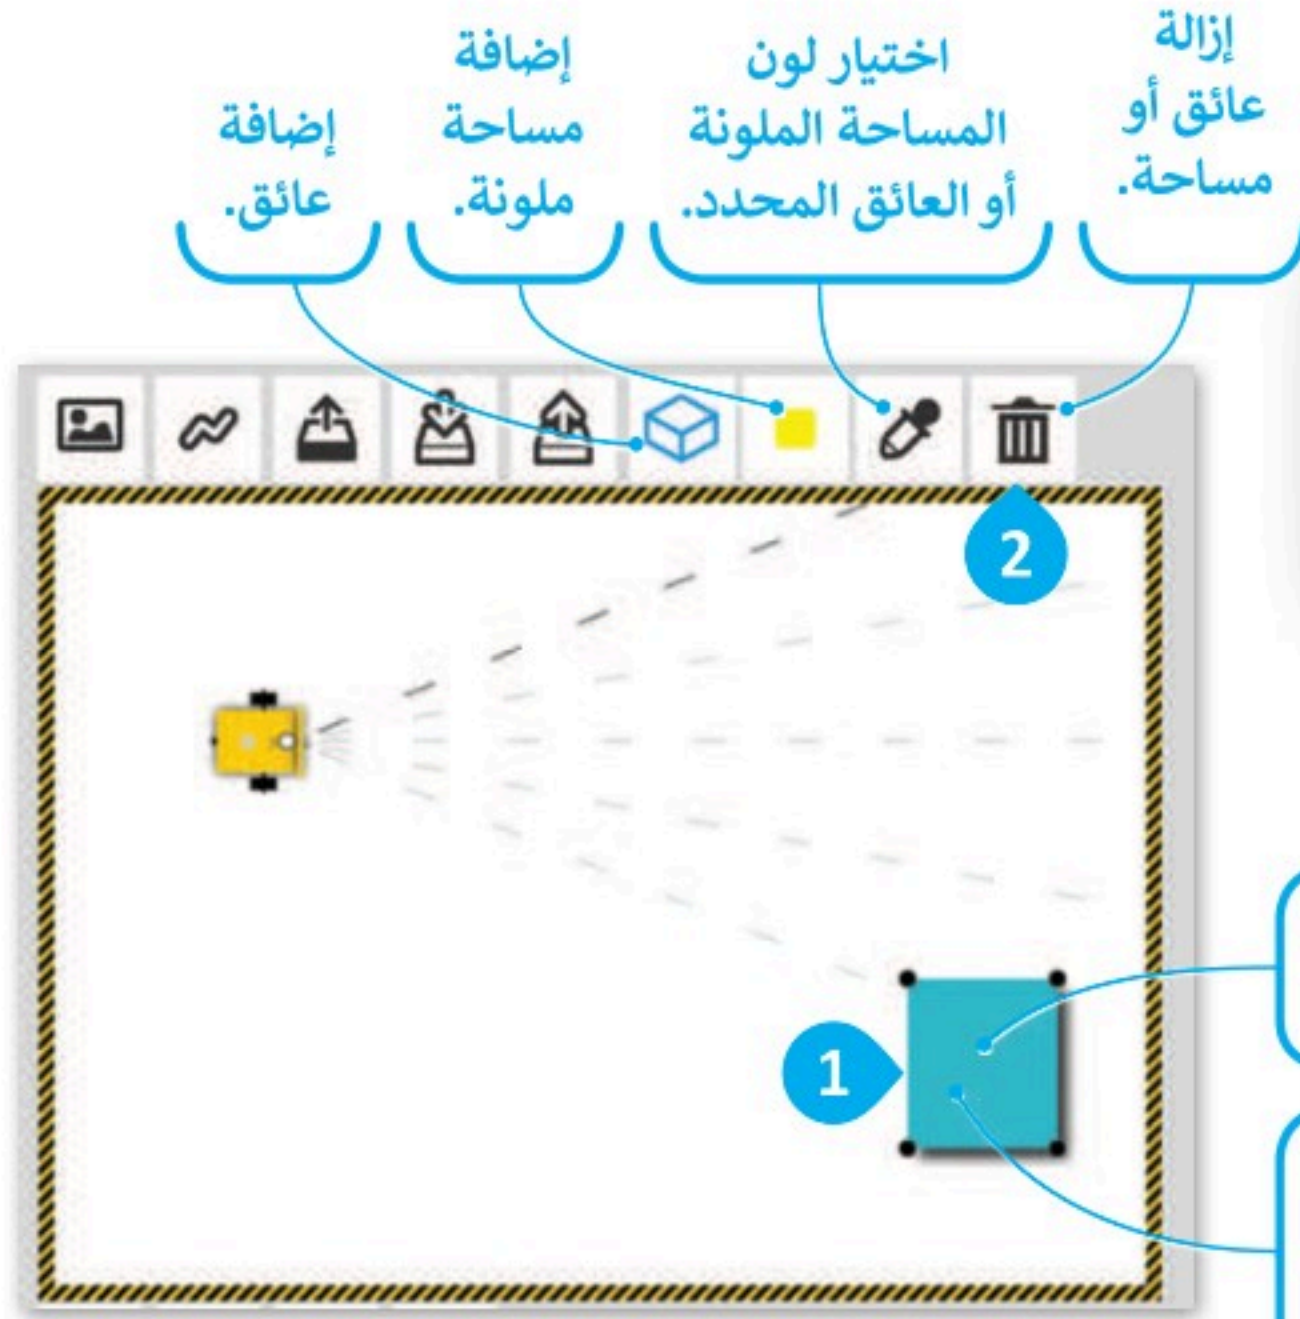 إزالة
عائق أو
مساحة.
اختيار لون
المساحة الملونة
أو العائق المحدد.
إضافة
مساحة
ملونة.
إضافة
عائق.
2
1